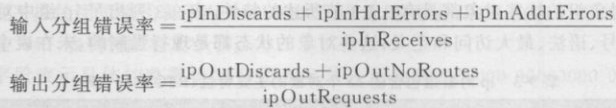 输入分组错误率=ipInDiscards+ipInHdrErrors+ipInAddrErrors
ipInReceives
输出分组错误率=ipOutDiscards+ipOutNoRoutes
ipOutRequests